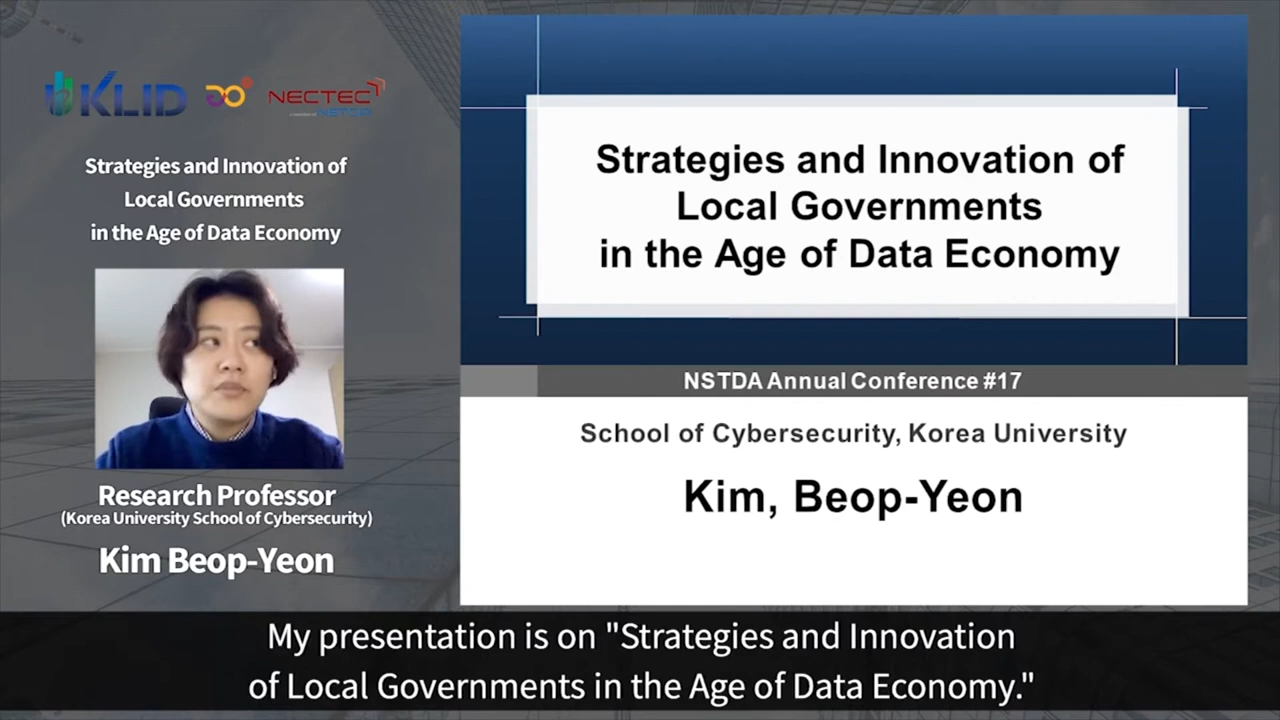 KLID
NECTEC
Strategies and Innovation of
Local Governments
in the Age of Data Economy
Research Professor
(Korea University School of Cybersecurity)
Kim Beop-Yeon
Strategies and Innovation of
Local Governments
in the Age of Data Economy
NSTDA Annual Conference #17
School of Cybersecurity, Korea University
Kim, Beop-Yeon
My presentation is on "Strategies and Innovation
of Local Governments in the Age of Data Economy."